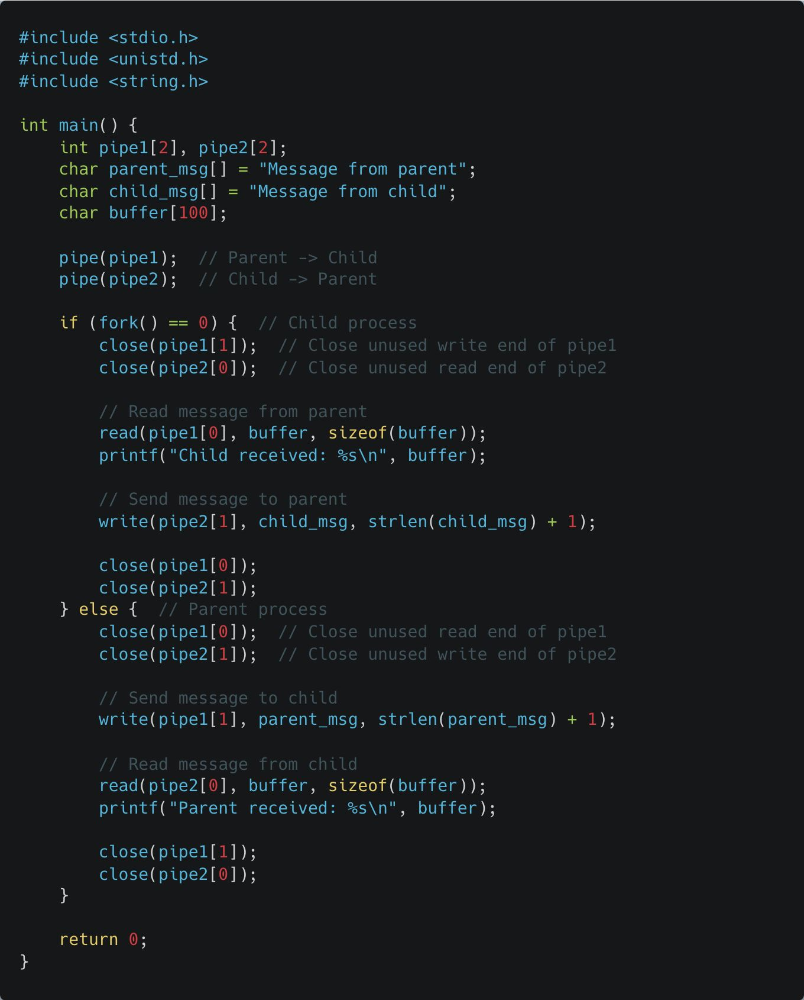 #include <stdio.h>
#include <unistd.h>
#include <string.h>

int main() {
    int pipe1[2], pipe2[2];
    char parent_msg[] = "Message from parent";
    char child_msg[] = "Message from child";
    char buffer[100];

    pipe(pipe1);  // Parent -> Child
    pipe(pipe2);  // Child -> Parent

    if (fork() == 0) {  // Child process
        close(pipe1[1]);  // Close unused write end of pipe1
        close(pipe2[0]);  // Close unused read end of pipe2

        // Read message from parent
        read(pipe1[0], buffer, sizeof(buffer));
        printf("Child received: %s\n", buffer);

        // Send message to parent
        write(pipe2[1], child_msg, strlen(child_msg) + 1);

        close(pipe1[0]);
        close(pipe2[1]);
    } else {  // Parent process
        close(pipe1[0]);  // Close unused read end of pipe1
        close(pipe2[1]);  // Close unused write end of pipe2

        // Send message to child
        write(pipe1[1], parent_msg, strlen(parent_msg) + 1);

        // Read message from child
        read(pipe2[0], buffer, sizeof(buffer));
        printf("Parent received: %s\n", buffer);

        close(pipe1[1]);
        close(pipe2[0]);
    }

    return 0;
}